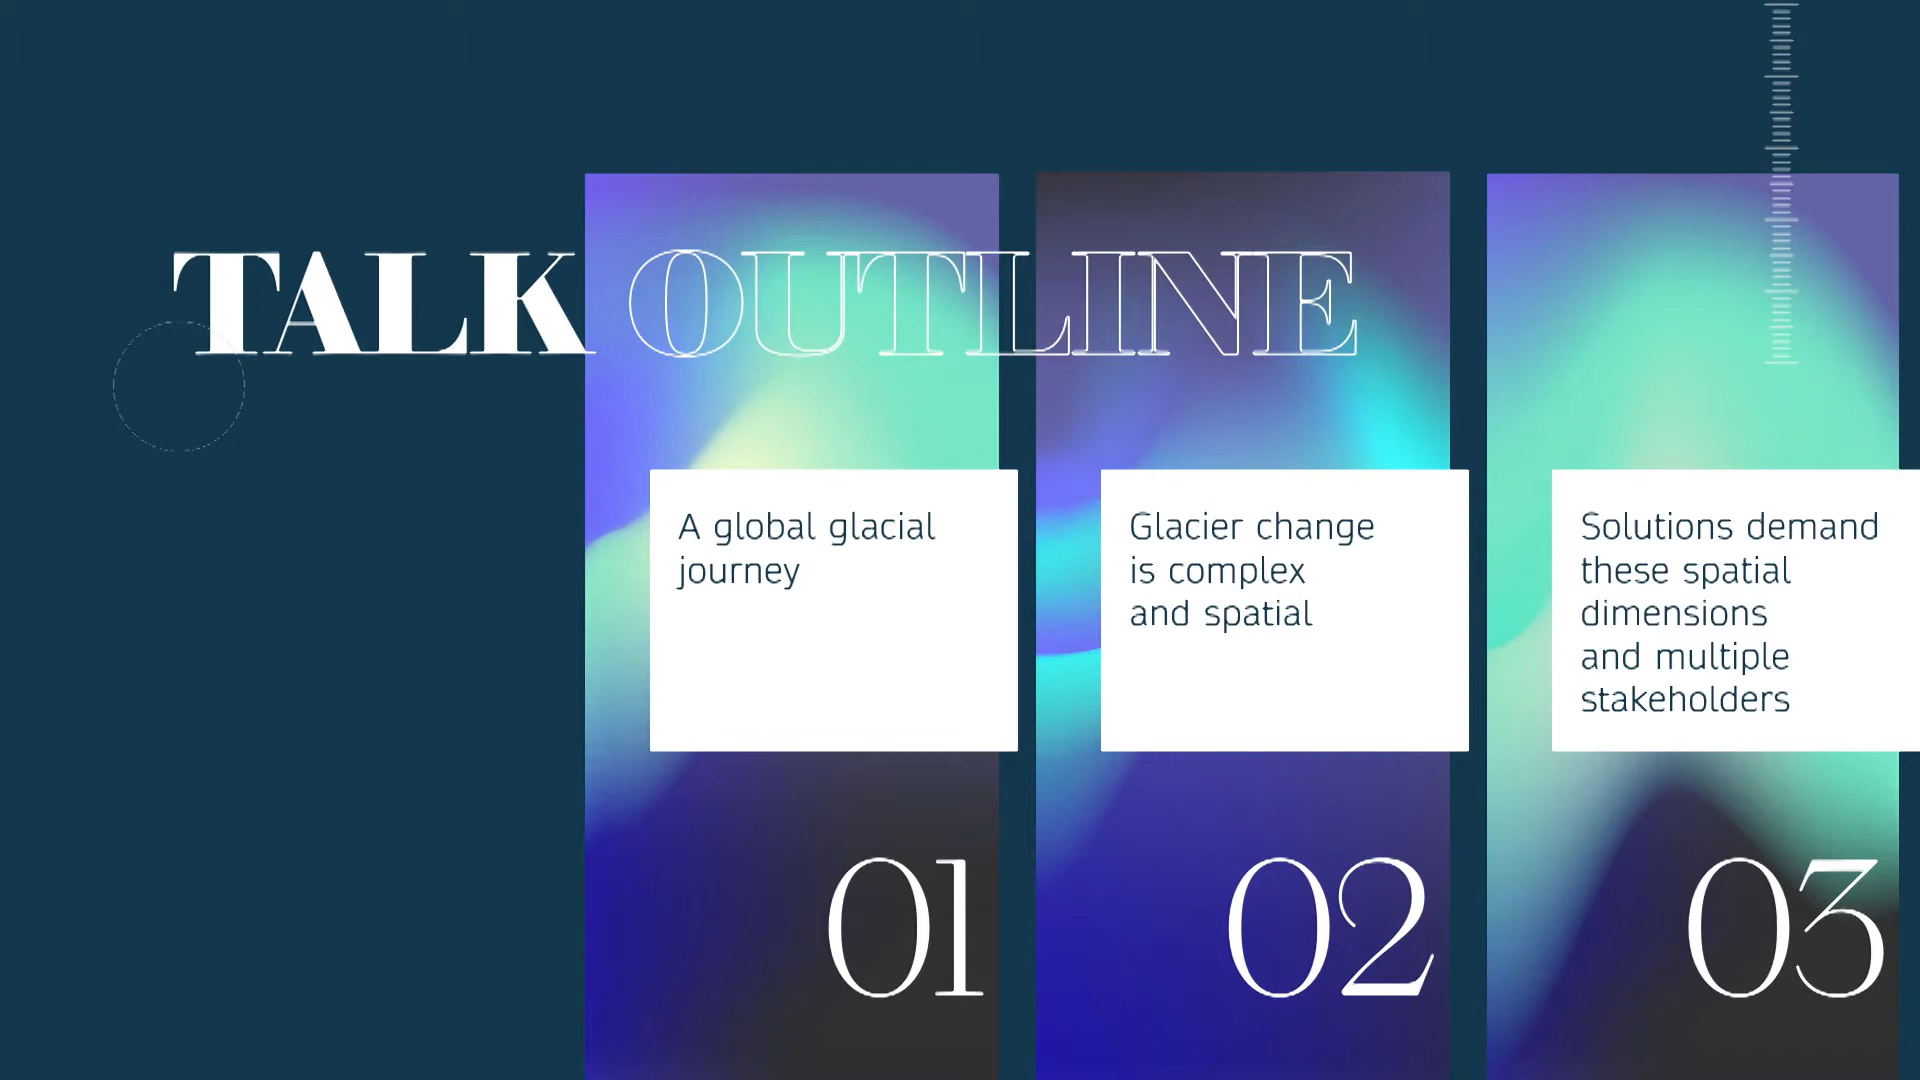 TALK OUTLINE
A global glacial
journey
01
Glacier change
is complex
and spatial
02
Solutions demand
these spatial
dimensions
and multiple
stakeholders
03